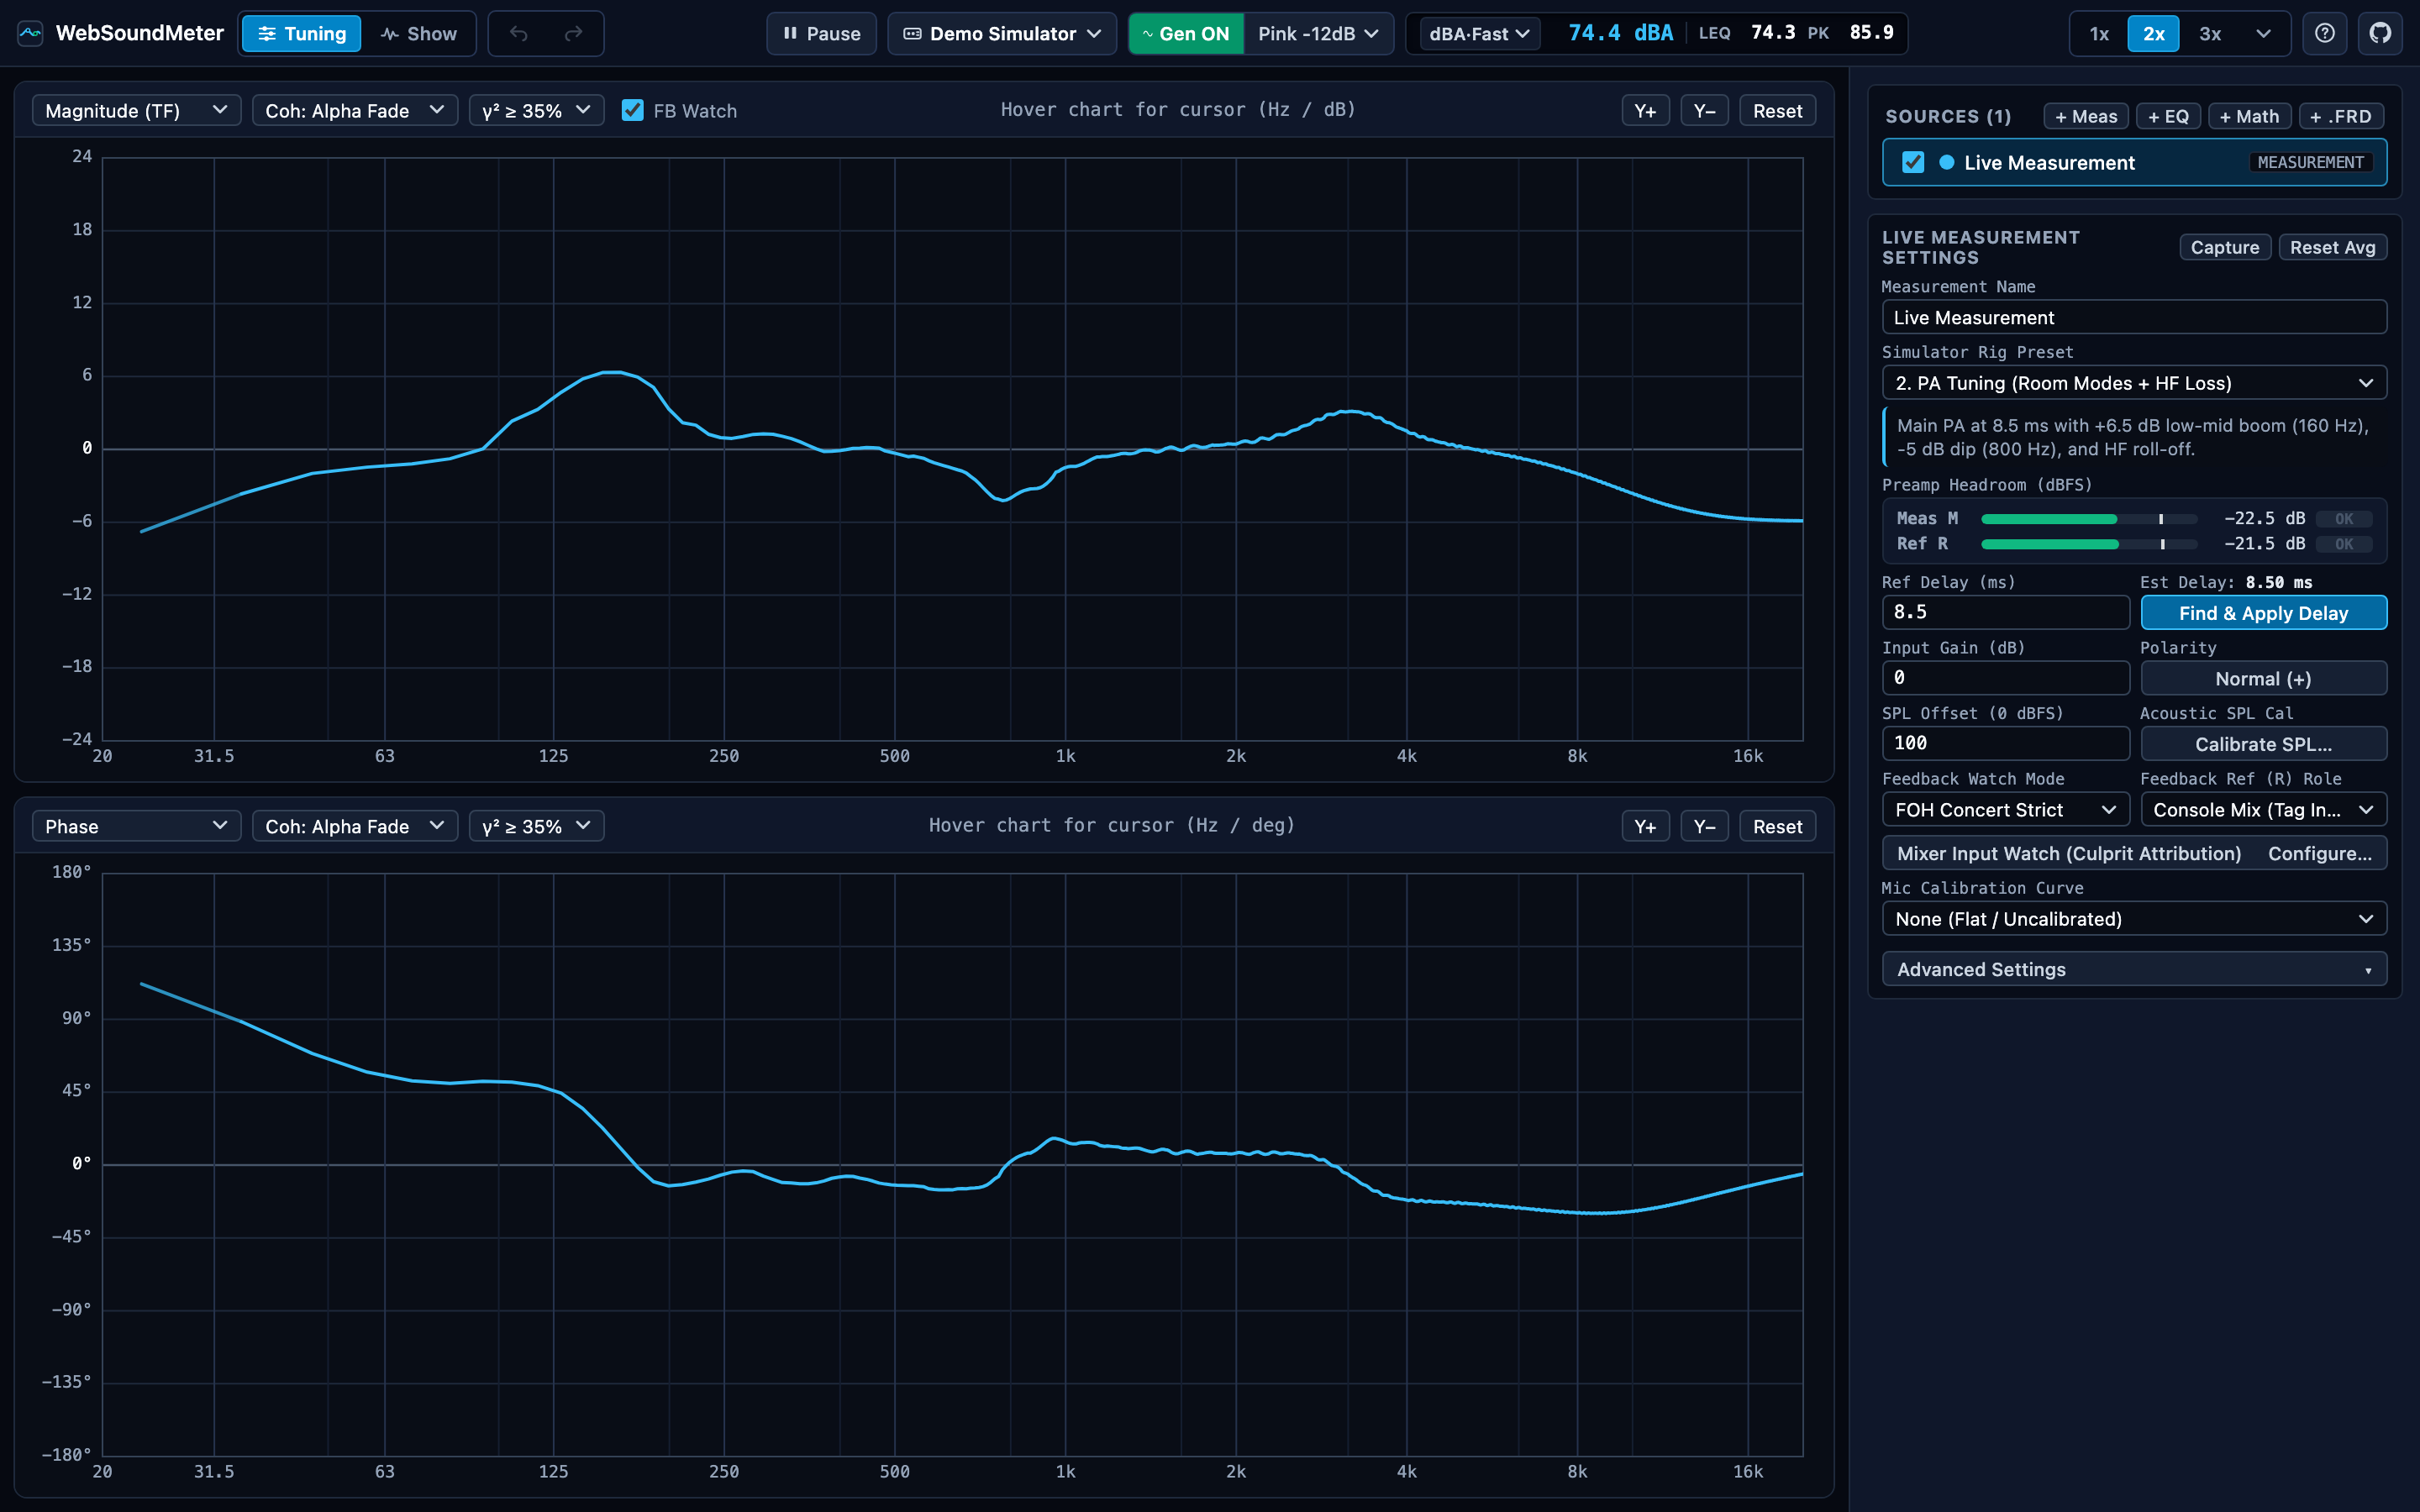 WebSoundMeter Tuning Show Pause Demo Simulator ~ Gen ON Pink -12dB dBA·Fast 74.4 dBA LEQ 74.3 PK 85.9 1x 2x 3x
Magnitude (TF) Coh: Alpha Fade γ² ≥ 35% FB Watch Hover chart for cursor (Hz / dB) Y+ Y− Reset
24
18
12
6
0
−6
−12
−18
−24
20 31.5 63 125 250 500 1k 2k 4k 8k 16k
Phase Coh: Alpha Fade γ² ≥ 35% Hover chart for cursor (Hz / deg) Y+ Y− Reset
180°
135°
90°
45°
0°
−45°
−90°
−135°
−180°
20 31.5 63 125 250 500 1k 2k 4k 8k 16k
SOURCES (1) + Meas + EQ + Math + .FRD
Live Measurement MEASUREMENT
LIVE MEASUREMENT
SETTINGS Capture Reset Avg
Measurement Name
Live Measurement
Simulator Rig Preset
2. PA Tuning (Room Modes + HF Loss)
Main PA at 8.5 ms with +6.5 dB low-mid boom (160 Hz),
-5 dB dip (800 Hz), and HF roll-off.
Preamp Headroom (dBFS)
Meas M −22.5 dB OK
Ref R −21.5 dB OK
Ref Delay (ms) Est Delay: 8.50 ms
8.5 Find & Apply Delay
Input Gain (dB) Polarity
0 Normal (+)
SPL Offset (0 dBFS) Acoustic SPL Cal
100 Calibrate SPL...
Feedback Watch Mode Feedback Ref (R) Role
FOH Concert Strict Console Mix (Tag In...
Mixer Input Watch (Culprit Attribution) Configure...
Mic Calibration Curve
None (Flat / Uncalibrated)
Advanced Settings